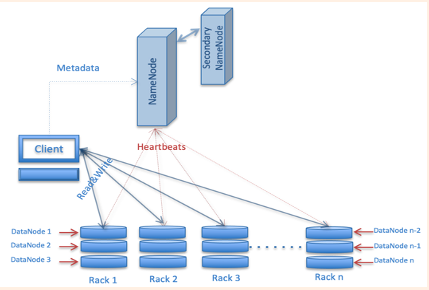 Secondary
NameNode
NameNode
Metadata
Client
Heartbeats
Read&Write
DataNode 1
DataNode 2
DataNode 3
DataNode n-2
DataNode n-1
DataNode n
Rack 1
Rack 2
Rack 3
Rack n